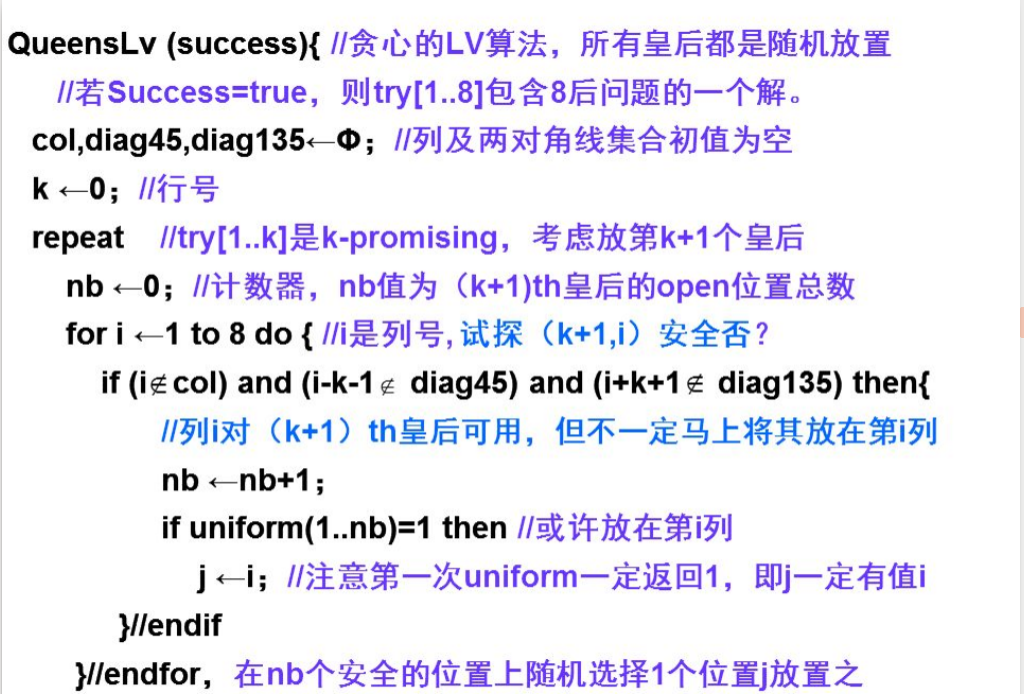 QueensLv (success){ //贪心的LV算法，所有皇后都是随机放置
//若Success=true，则try[1..8]包含8后问题的一个解。
col,diag45,diag135←Φ；//列及两对角线集合初值为空
k ←0；//行号
repeat //try[1..k]是k-promising，考虑放第k+1个皇后
nb ←0；//计数器，nb值为（k+1)th皇后的open位置总数
for i ←1 to 8 do { //i是列号,试探（k+1,i）安全否？
if (i∉col) and (i-k-1∉ diag45) and (i+k+1∉ diag135) then{
//列i对（k+1）th皇后可用，但不一定马上将其放在第i列
nb ←nb+1；
if uniform(1..nb)=1 then //或许放在第i列
j ←i；//注意第一次uniform一定返回1，即j一定有值i
}//endif
}//endfor，在nb个安全的位置上随机选择1个位置j放置之